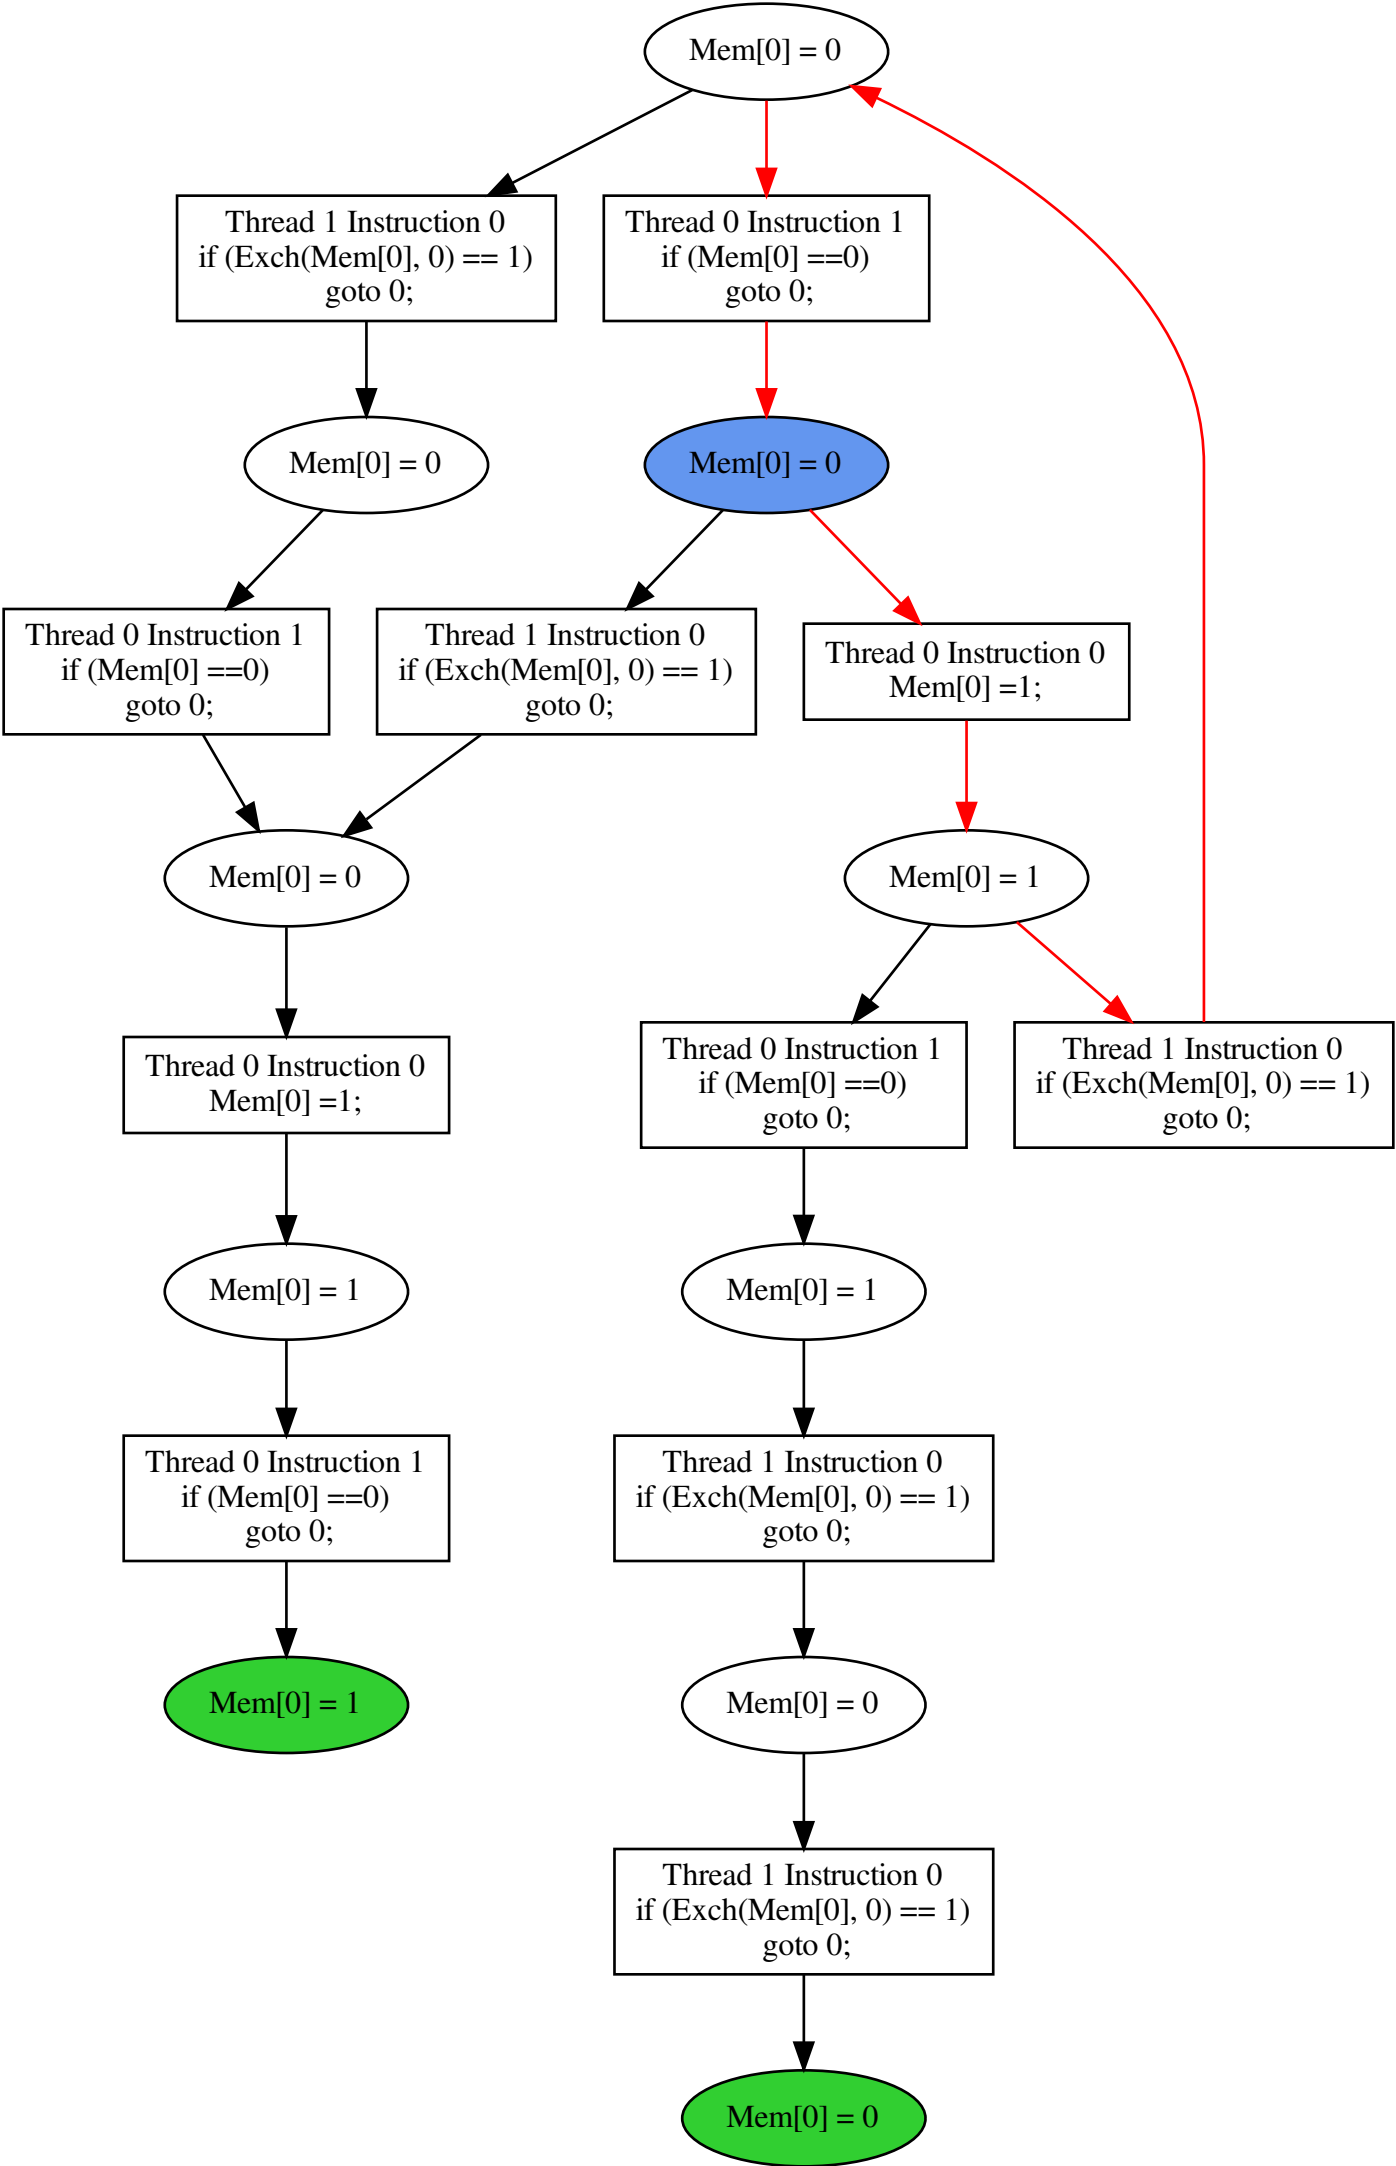 Mem[0] = 0
Thread 1 Instruction 0
if (Exch(Mem[0], 0) == 1)
goto 0;
Thread 0 Instruction 1
if (Mem[0] ==0)
goto 0;
Mem[0] = 0
Mem[0] = 0
Thread 0 Instruction 1
if (Mem[0] ==0)
goto 0;
Thread 1 Instruction 0
if (Exch(Mem[0], 0) == 1)
goto 0;
Thread 0 Instruction 0
Mem[0] =1;
Mem[0] = 0
Mem[0] = 1
Thread 0 Instruction 0
Mem[0] =1;
Thread 0 Instruction 1
if (Mem[0] ==0)
goto 0;
Thread 1 Instruction 0
if (Exch(Mem[0], 0) == 1)
goto 0;
Mem[0] = 1
Mem[0] = 1
Thread 0 Instruction 1
if (Mem[0] ==0)
goto 0;
Thread 1 Instruction 0
if (Exch(Mem[0], 0) == 1)
goto 0;
Mem[0] = 1
Mem[0] = 0
Thread 1 Instruction 0
if (Exch(Mem[0], 0) == 1)
goto 0;
Mem[0] = 0